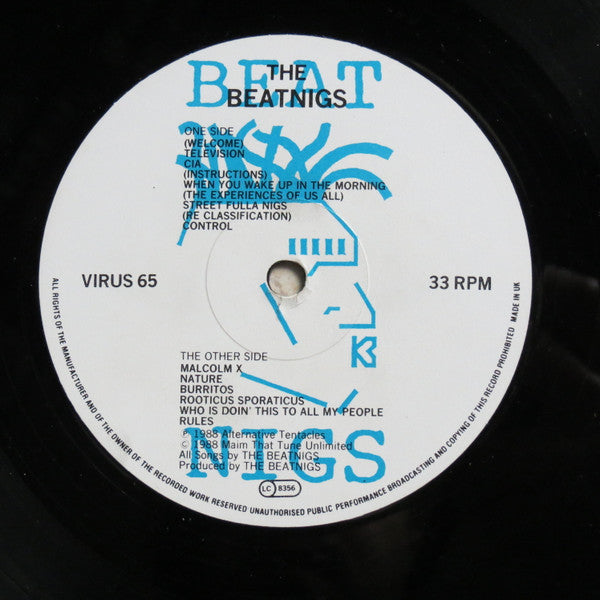 BEAT
THE
BEATNIGS
ONE SIDE
(WELCOME)
TELEVISION
CIA
(INSTRUCTIONS)
WHEN YOU WAKE UP IN THE MORNING
(THE EXPERIENCES OF US ALL)
STREET FULLA NIGS
(RE CLASSIFICATION)
CONTROL
VIRUS 65
33 RPM
THE OTHER SIDE
MALCOLM X
NATURE
BURRITOS
ROOTICUS SPORATICUS
WHO IS DOIN' THIS TO ALL MY PEOPLE
RULES
℗ 1988 Alternative Tentacles
© 1988 Maim That Tune Unlimited
All Songs by THE BEATNIGS
Produced by THE BEATNIGS
NIGS
LC 8356
ALL RIGHTS OF THE MANUFACTURER AND OF THE OWNER OF THE RECORDED WORK RESERVED UNAUTHORISED PUBLIC PERFORMANCE BROADCASTING AND COPYING OF THIS RECORD PROHIBITED MADE IN UK